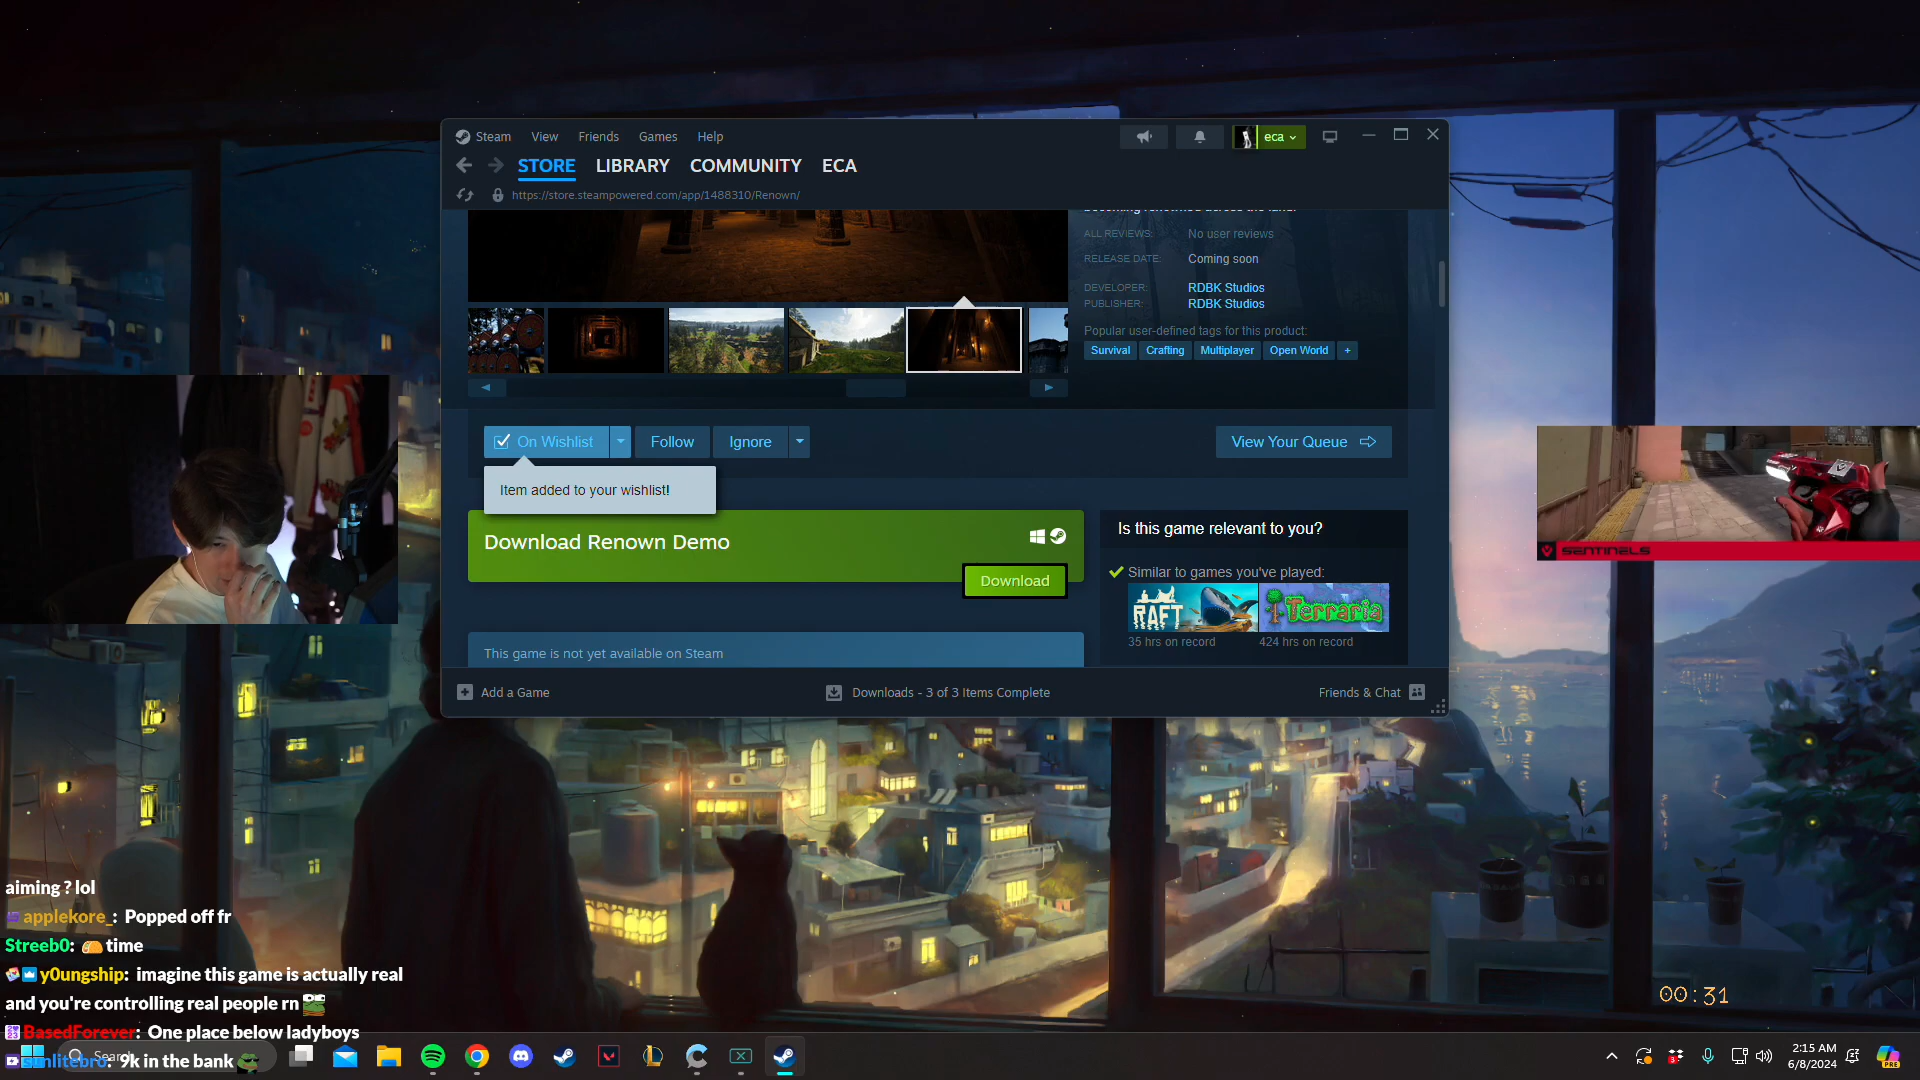 Steam View Friends Games Help
eca
STORE LIBRARY COMMUNITY ECA
https://store.steampowered.com/app/1488310/Renown/
ALL REVIEWS: No user reviews
RELEASE DATE: Coming soon
DEVELOPER: RDBK Studios
PUBLISHER: RDBK Studios
Popular user-defined tags for this product:
Survival Crafting Multiplayer Open World +
On Wishlist Follow Ignore View Your Queue
Item added to your wishlist!
Download Renown Demo
Download
Is this game relevant to you?
Similar to games you've played:
RAFT Terraria
35 hrs on record 424 hrs on record
This game is not yet available on Steam
Add a Game Downloads - 3 of 3 Items Complete Friends & Chat
SENTINELS
aiming ? lol
applekore_: Popped off fr
Streeb0: time
y0ungship: imagine this game is actually real
and you're controlling real people rn
BasedForever: One place below ladyboys
9k in the bank
00:31
2:15 AM
6/8/2024